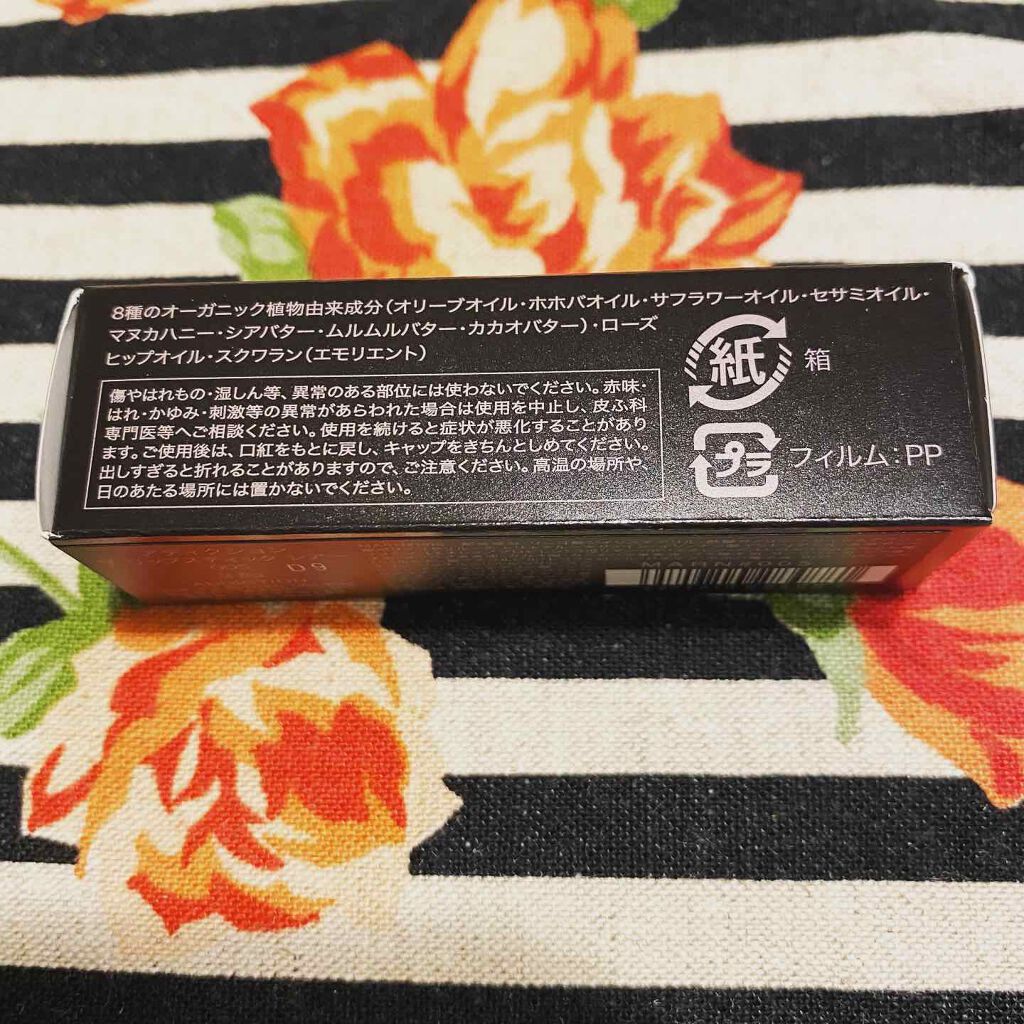 8種のオーガニック植物由来成分（オリーブオイル・ホホバオイル・サフラワーオイル・セサミオイル・
マヌカハニー・シアバター・ムルムルバター・カカオバター）・ローズ
ヒップオイル・スクワラン（エモリエント）
傷やはれもの・湿しん等、異常のある部位には使わないでください。赤味・
はれ・かゆみ・刺激等の異常があらわれた場合は使用を中止し、皮ふ科
専門医等へご相談ください。使用を続けると症状が悪化することがあり
ます。ご使用後は、口紅をもとに戻し、キャップをきちんとしめてください。
出しすぎると折れることがありますので、ご注意ください。高温の場所や、
日のあたる場所には置かないでください。
紙 箱
プラ フィルム：PP
D9